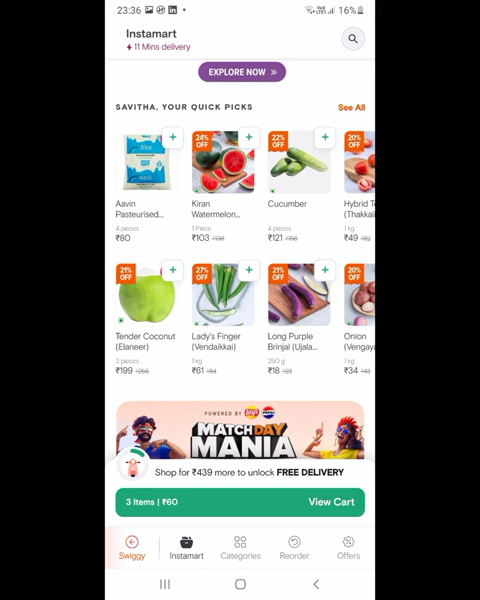 23:36 16%
Instamart
11 Mins delivery
EXPLORE NOW »
SAVITHA, YOUR QUICK PICKS See All
24% OFF 22% OFF 20% OFF
Aavin Pasteurised...
4 pieces
₹80
Kiran Watermelon...
1 Piece
₹103 ₹136
Cucumber
4 pieces
₹121 ₹156
Hybrid T
(Thakkali
1 kg
₹49 ₹62
21% OFF 27% OFF 21% OFF 20% OFF
Tender Coconut (Elaneer)
3 pieces
₹199 ₹255
Lady's Finger (Vendaikkai)
1 kg
₹61 ₹84
Long Purple Brinjal (Ujala...
250 g
₹18 ₹23
Onion
(Vengaya
1 kg
₹34 ₹43
POWERED BY Lay's pepsi
MATCH DAY
MANIA
Shop for ₹439 more to unlock FREE DELIVERY
3 Items | ₹60 View Cart
Swiggy Instamart Categories Reorder Offers